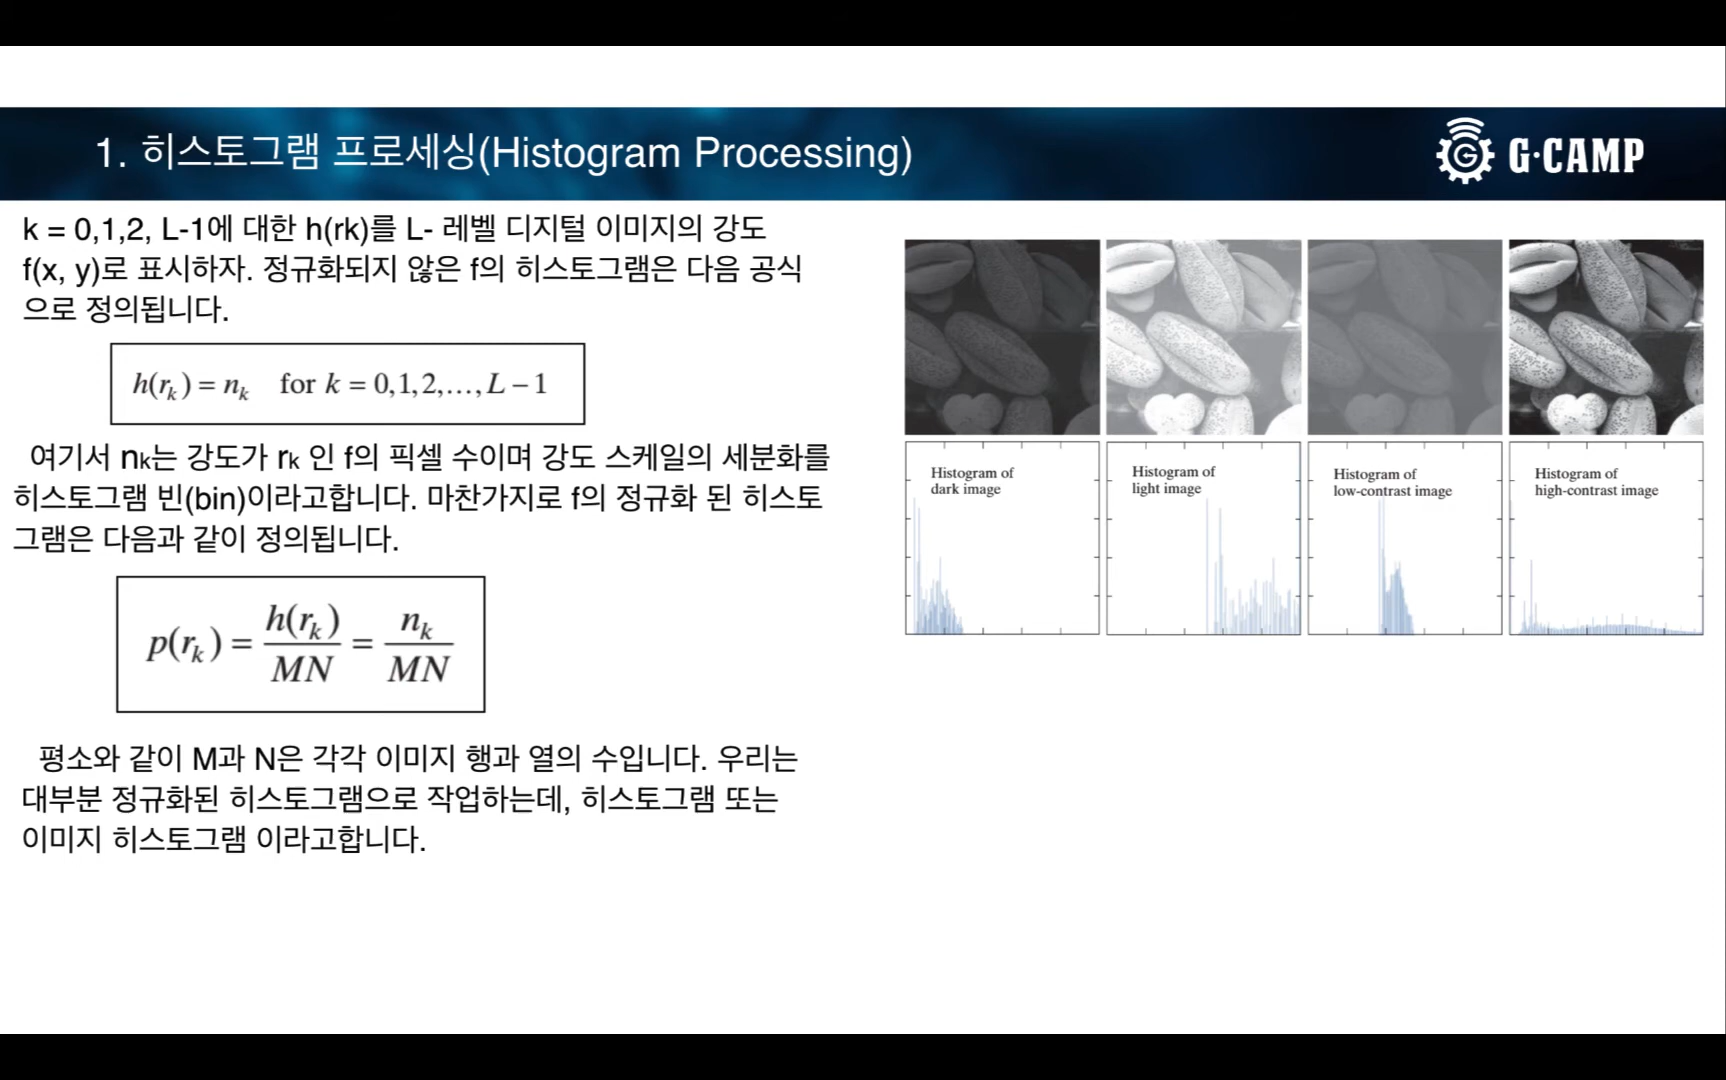 1. 히스토그램 프로세싱(Histogram Processing)
G·CAMP
k = 0,1,2, L-1에 대한 h(rk)를 L- 레벨 디지털 이미지의 강도
f(x, y)로 표시하자. 정규화되지 않은 f의 히스토그램은 다음 공식
으로 정의됩니다.
h(rₖ) = nₖ for k = 0,1,2,…,L − 1
여기서 nk는 강도가 rk 인 f의 픽셀 수이며 강도 스케일의 세분화를
히스토그램 빈(bin)이라고합니다. 마찬가지로 f의 정규화 된 히스토
그램은 다음과 같이 정의됩니다.
p(rₖ) = h(rₖ)/MN = nₖ/MN
평소와 같이 M과 N은 각각 이미지 행과 열의 수입니다. 우리는
대부분 정규화된 히스토그램으로 작업하는데, 히스토그램 또는
이미지 히스토그램 이라고합니다.
Histogram of
dark image
Histogram of
light image
Histogram of
low-contrast image
Histogram of
high-contrast image